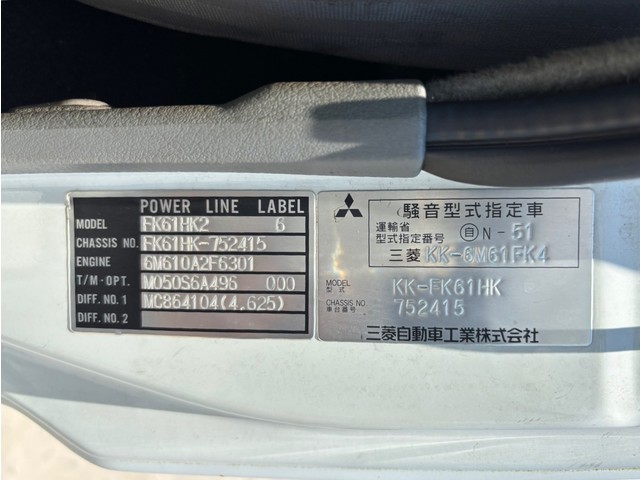 POWER LINE LABEL
MODEL FK61HK2 6
CHASSIS NO. FK61HK-752415
ENGINE 6M610A2F6301
T/M·OPT. M050S6A496 000
DIFF. NO. 1 MC864104(4,625)
DIFF. NO. 2
騒音型式指定車
運輸省
型式指定番号 自N-51
三菱 KK-6M61FK4
MODEL
型式 KK-FK61HK
CHASSIS NO.
車台番号 752415
三菱自動車工業株式会社